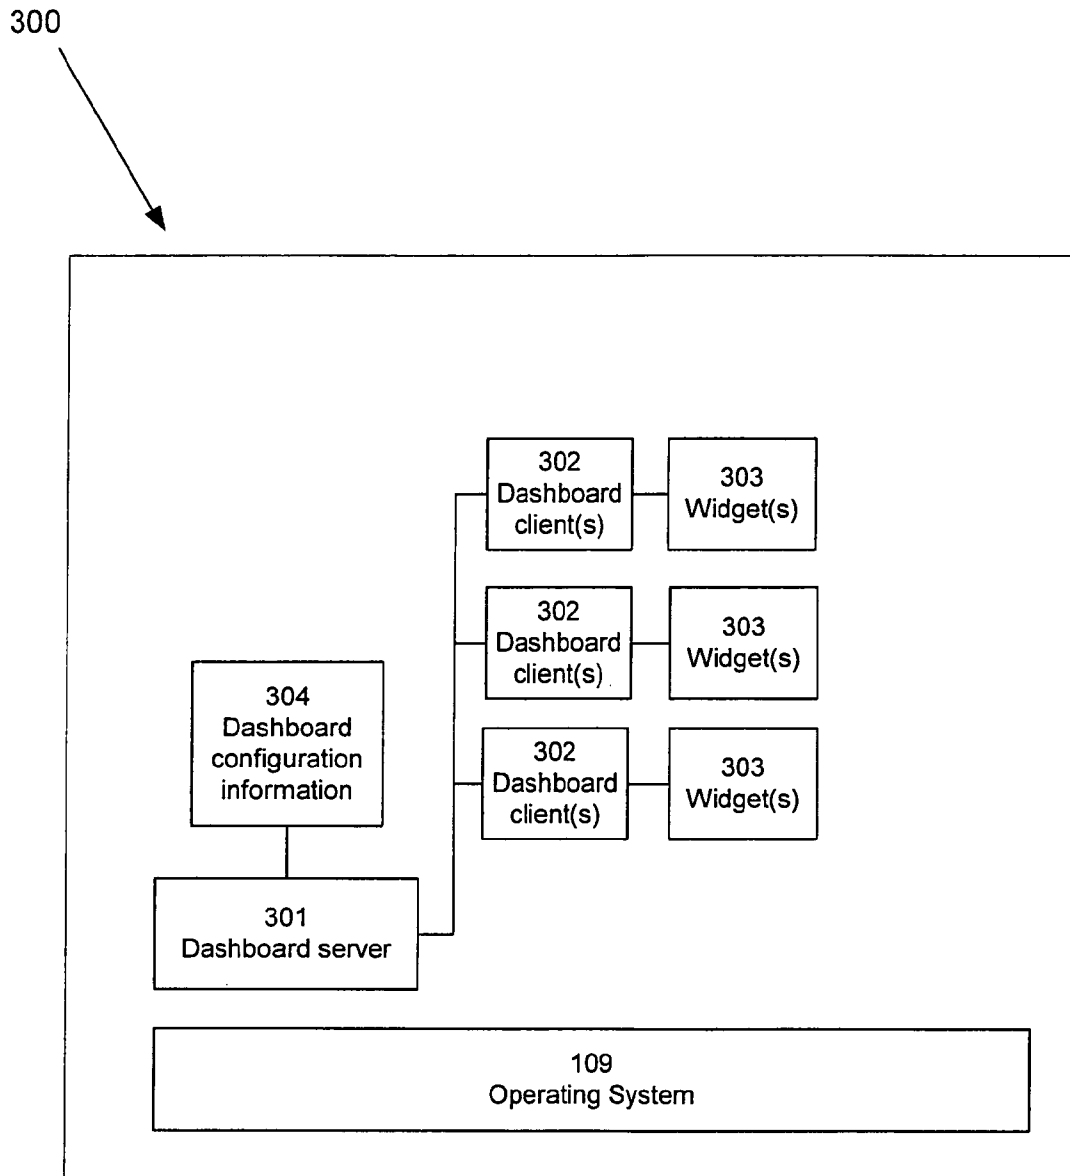 300
302
Dashboard
client(s)
303
Widget(s)
302
Dashboard
client(s)
303
Widget(s)
304
Dashboard
configuration
information
302
Dashboard
client(s)
303
Widget(s)
301
Dashboard server
109
Operating System